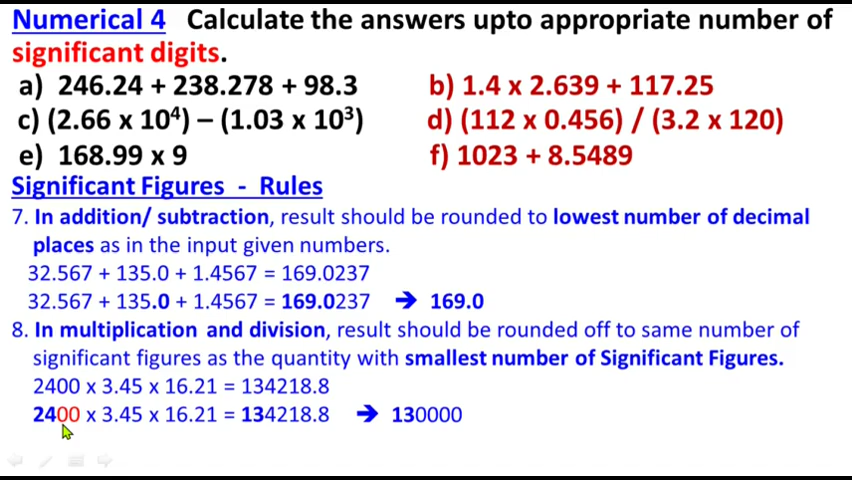 Numerical 4 Calculate the answers upto appropriate number of
significant digits.
a) 246.24 + 238.278 + 98.3 b) 1.4 x 2.639 + 117.25
c) (2.66 x 10⁴) – (1.03 x 10³) d) (112 x 0.456) / (3.2 x 120)
e) 168.99 x 9 f) 1023 + 8.5489
Significant Figures - Rules
7. In addition/ subtraction, result should be rounded to lowest number of decimal
places as in the input given numbers.
32.567 + 135.0 + 1.4567 = 169.0237
32.567 + 135.0 + 1.4567 = 169.0237 ➔ 169.0
8. In multiplication and division, result should be rounded off to same number of
significant figures as the quantity with smallest number of Significant Figures.
2400 x 3.45 x 16.21 = 134218.8
2400 x 3.45 x 16.21 = 134218.8 ➔ 130000